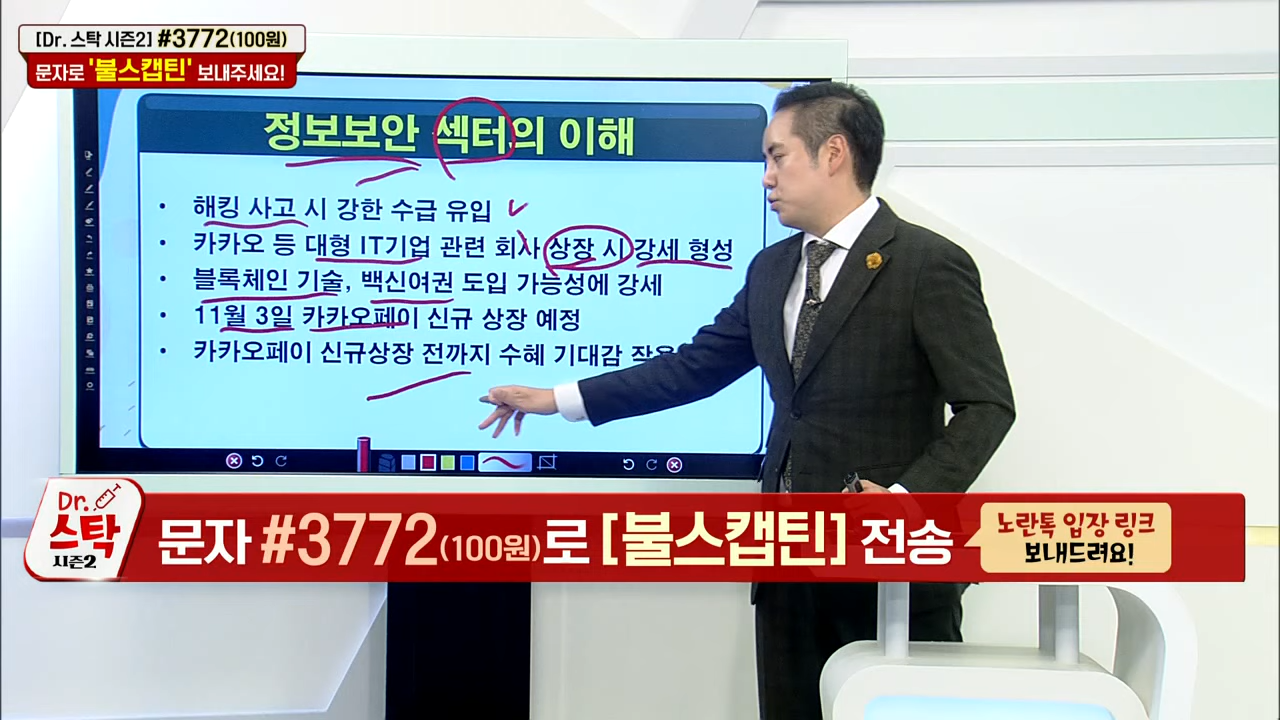 [Dr. 스탁 시즌2] #3772(100원)
문자로 '불스캡틴' 보내주세요!
정보보안 섹터의 이해
• 해킹 사고 시 강한 수급 유입
• 카카오 등 대형 IT기업 관련 회사 상장 시 강세 형성
• 블록체인 기술, 백신여권 도입 가능성에 강세
• 11월 3일 카카오페이 신규 상장 예정
• 카카오페이 신규상장 전까지 수혜 기대감 작용
Dr.
스탁
시즌2
문자 #3772(100원)로 [불스캡틴] 전송
노란톡 입장 링크
보내드려요!